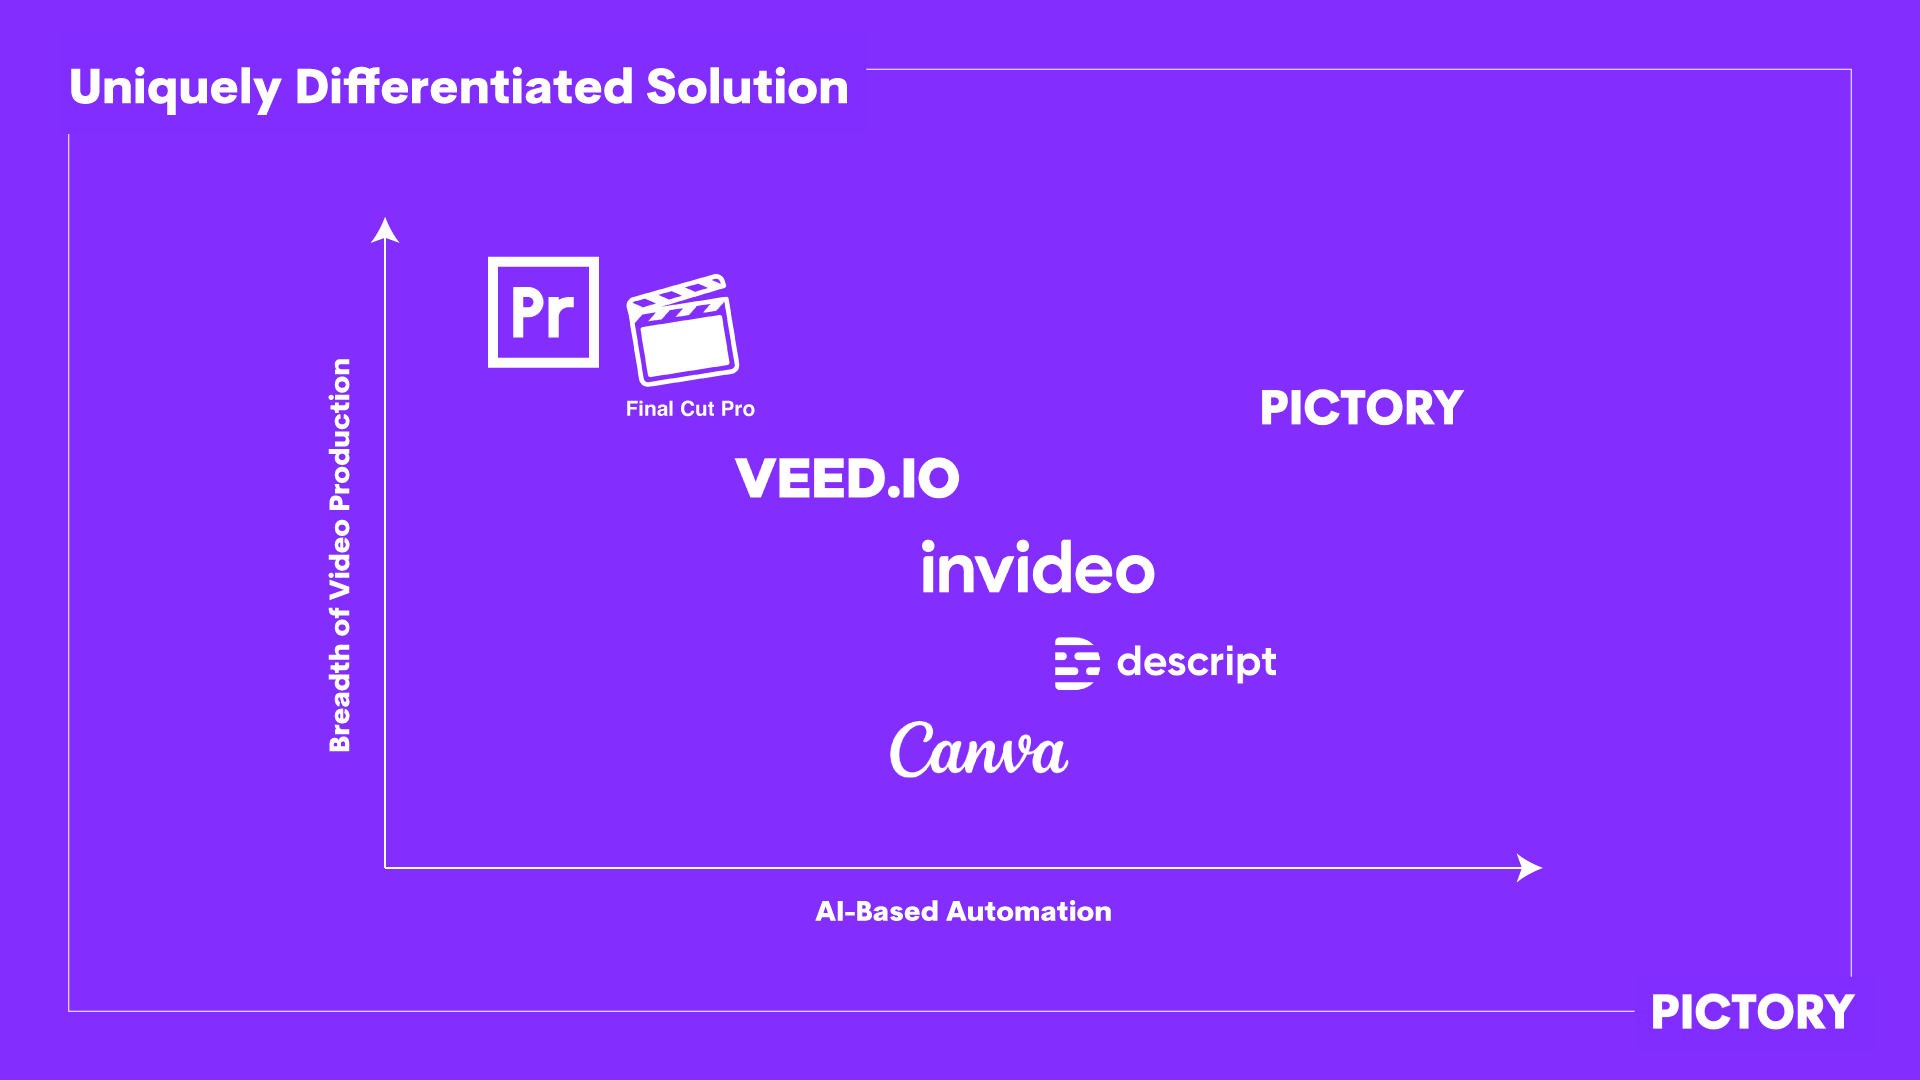 Uniquely Differentiated Solution
Breadth of Video Production
Pr
Final Cut Pro
PICTORY
VEED.IO
invideo
descript
Canva
AI-Based Automation
PICTORY